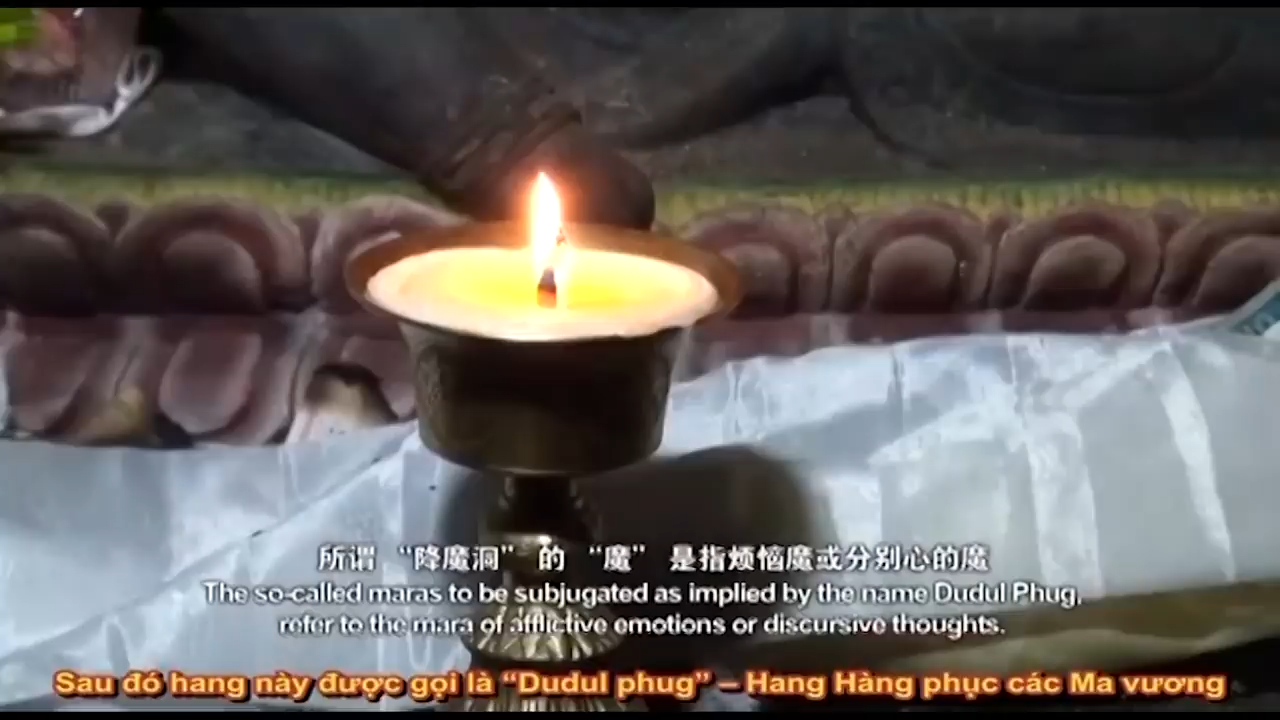 所谓 “降魔洞” 的 “魔” 是指烦恼魔或分别心的魔
The so-called maras to be subjugated as implied by the name Dudul Phug,
refer to the mara of afflictive emotions or discursive thoughts.
Sau đó hang này được gọi là “Dudul phug” – Hang Hàng phục các Ma vương